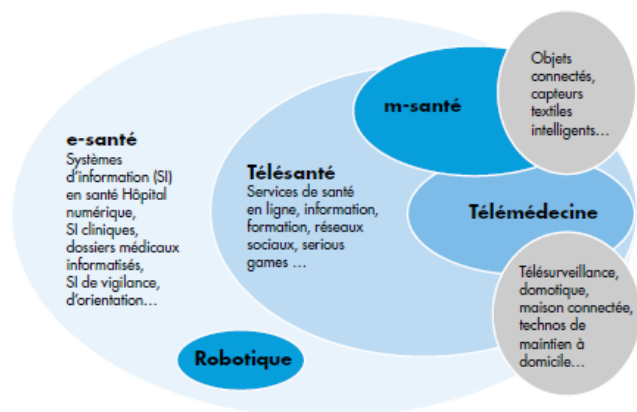 e-santé
Systèmes
d'information (SI)
en santé Hôpital
numérique,
SI cliniques,
dossiers médicaux
informatisés,
SI de vigilance,
d'orientation...
Télésanté
Services de santé
en ligne, information,
formation, réseaux
sociaux, serious
games ...
m-santé
Objets
connectés,
capteurs
textiles
intelligents...
Télémédecine
Télésurveillance,
domotique,
maison connectée,
technos de
maintien à
domicile...
Robotique